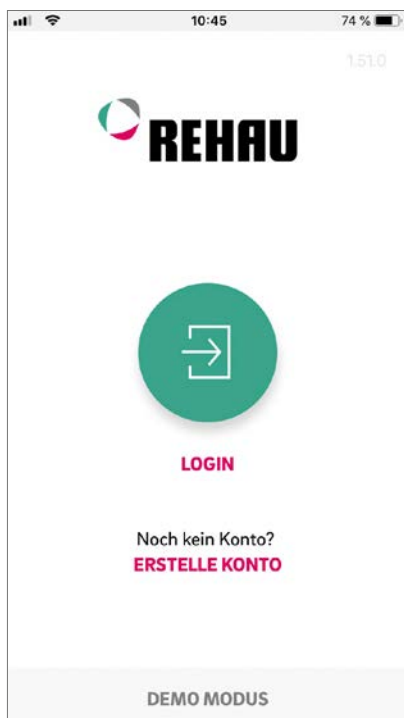 10:45
74 %
1.51.0
REHAU
LOGIN
Noch kein Konto?
ERSTELLE KONTO
DEMO MODUS